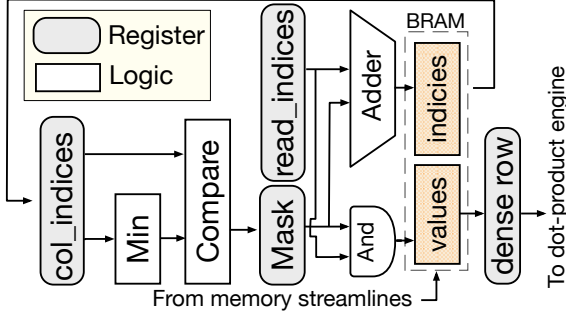 Register
Logic
BRAM
col_indices
Min
Compare
read_indices
Mask
Adder
And
indicies
values
dense row
To dot-product engine
From memory streamlines